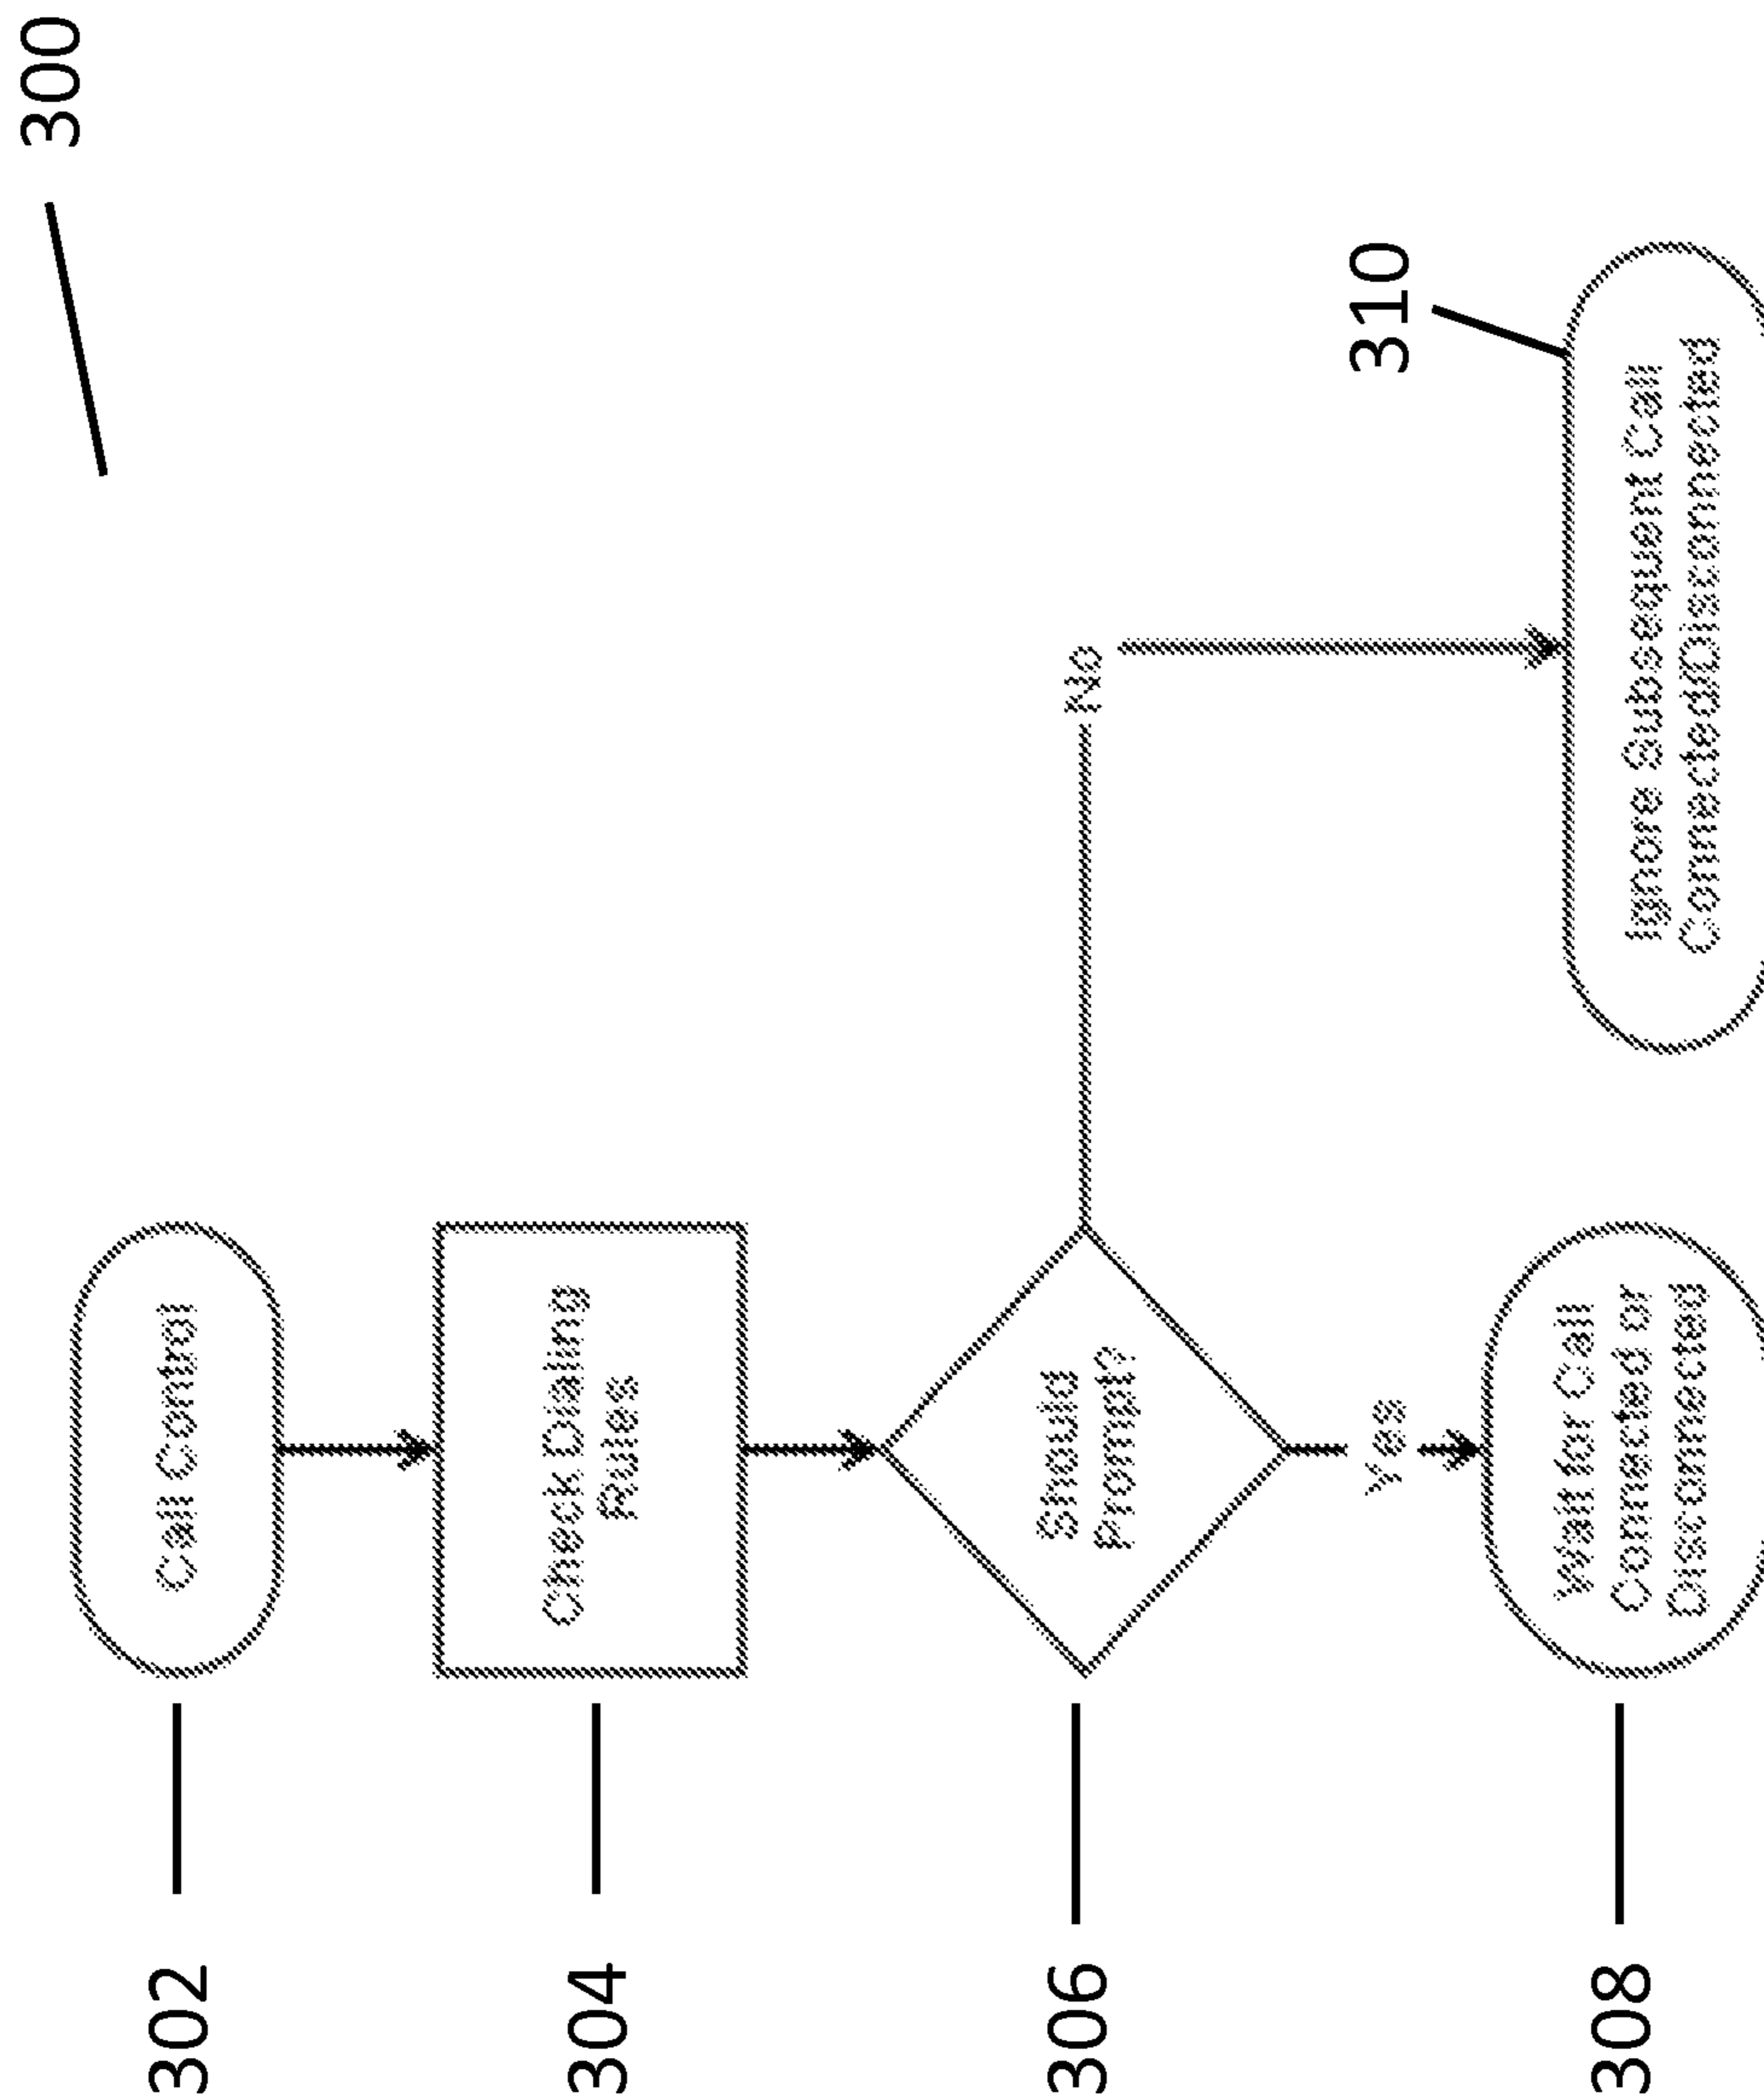 300
302
Call Control
304
Check Dialing
Rules
306
Should
Prompt?
No
Yes
308
Wait for Call
Connected or
Disconnected
310
Ignore Subsequent Call
Connected/Disconnected